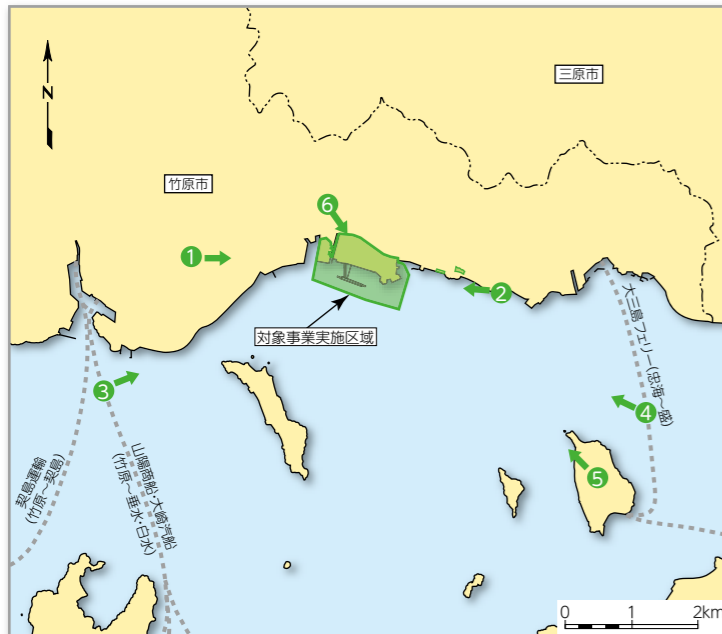 三原市
N
竹原市
6
1
2
対象事業実施区域
大三島フェリー(忠海~盛)
3
4
5
契島運輸
(竹原~契島)
山陽商船・大崎汽船
(竹原~垂水・白水)
0 1 2km